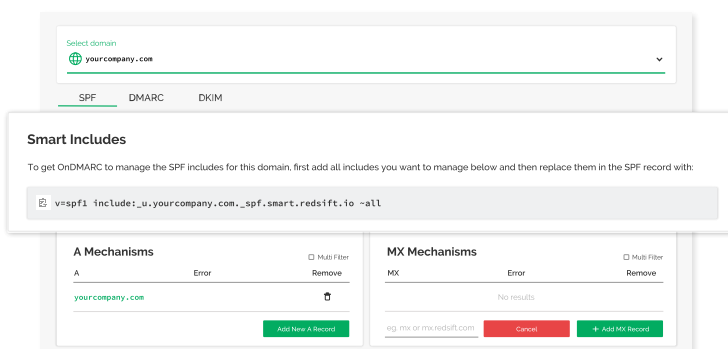 Select domain
yourcompany.com
SPF DMARC DKIM
Smart Includes
To get OnDMARC to manage the SPF includes for this domain, first add all includes you want to manage below and then replace them in the SPF record with:
v=spf1 include:_u.yourcompany.com._spf.smart.redsift.io ~all
A Mechanisms
Multi Filter
A Error Remove
yourcompany.com
Add New A Record
MX Mechanisms
Multi Filter
MX Error Remove
No results
eg. mx or mx.redsift.com
Cancel
+ Add MX Record